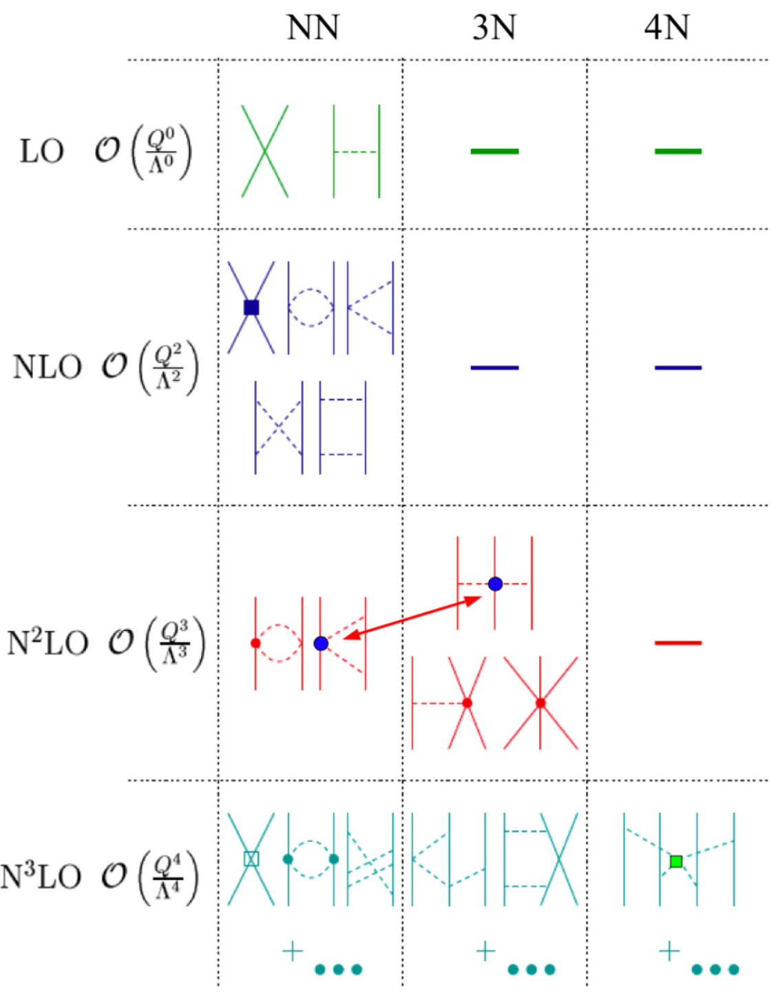 NN 3N 4N
LO 𝒪(Q⁰/Λ⁰)
NLO 𝒪(Q²/Λ²)
N²LO 𝒪(Q³/Λ³)
N³LO 𝒪(Q⁴/Λ⁴)
+ ... + ... + ...